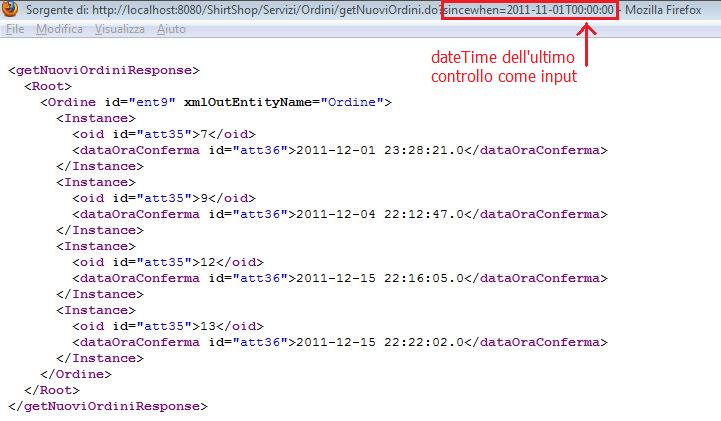 Sorgente di: http://localhost:8080/ShirtShop/Servizi/Ordini/getNuoviOrdini.do?sincewhen=2011-11-01T00:00:00 - Mozilla Firefox
File Modifica Visualizza Aiuto
dateTime dell'ultimo
controllo come input
<getNuoviOrdiniResponse>
<Root>
<Ordine id="ent9" xmlOutEntityName="Ordine">
<Instance>
<oid id="att35">7</oid>
<dataOraConferma id="att36">2011-12-01 23:28:21.0</dataOraConferma>
</Instance>
<Instance>
<oid id="att35">9</oid>
<dataOraConferma id="att36">2011-12-04 22:12:47.0</dataOraConferma>
</Instance>
<Instance>
<oid id="att35">12</oid>
<dataOraConferma id="att36">2011-12-15 22:16:05.0</dataOraConferma>
</Instance>
<Instance>
<oid id="att35">13</oid>
<dataOraConferma id="att36">2011-12-15 22:22:02.0</dataOraConferma>
</Instance>
</Ordine>
</Root>
</getNuoviOrdiniResponse>